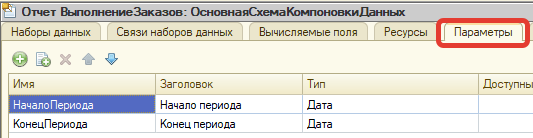 Отчет ВыполнениеЗаказов: ОсновнаяСхемаКомпоновкиДанных
Наборы данных Связи наборов данных Вычисляемые поля Ресурсы Параметры
Имя Заголовок Тип Доступны
НачалоПериода Начало периода Дата
КонецПериода Конец периода Дата